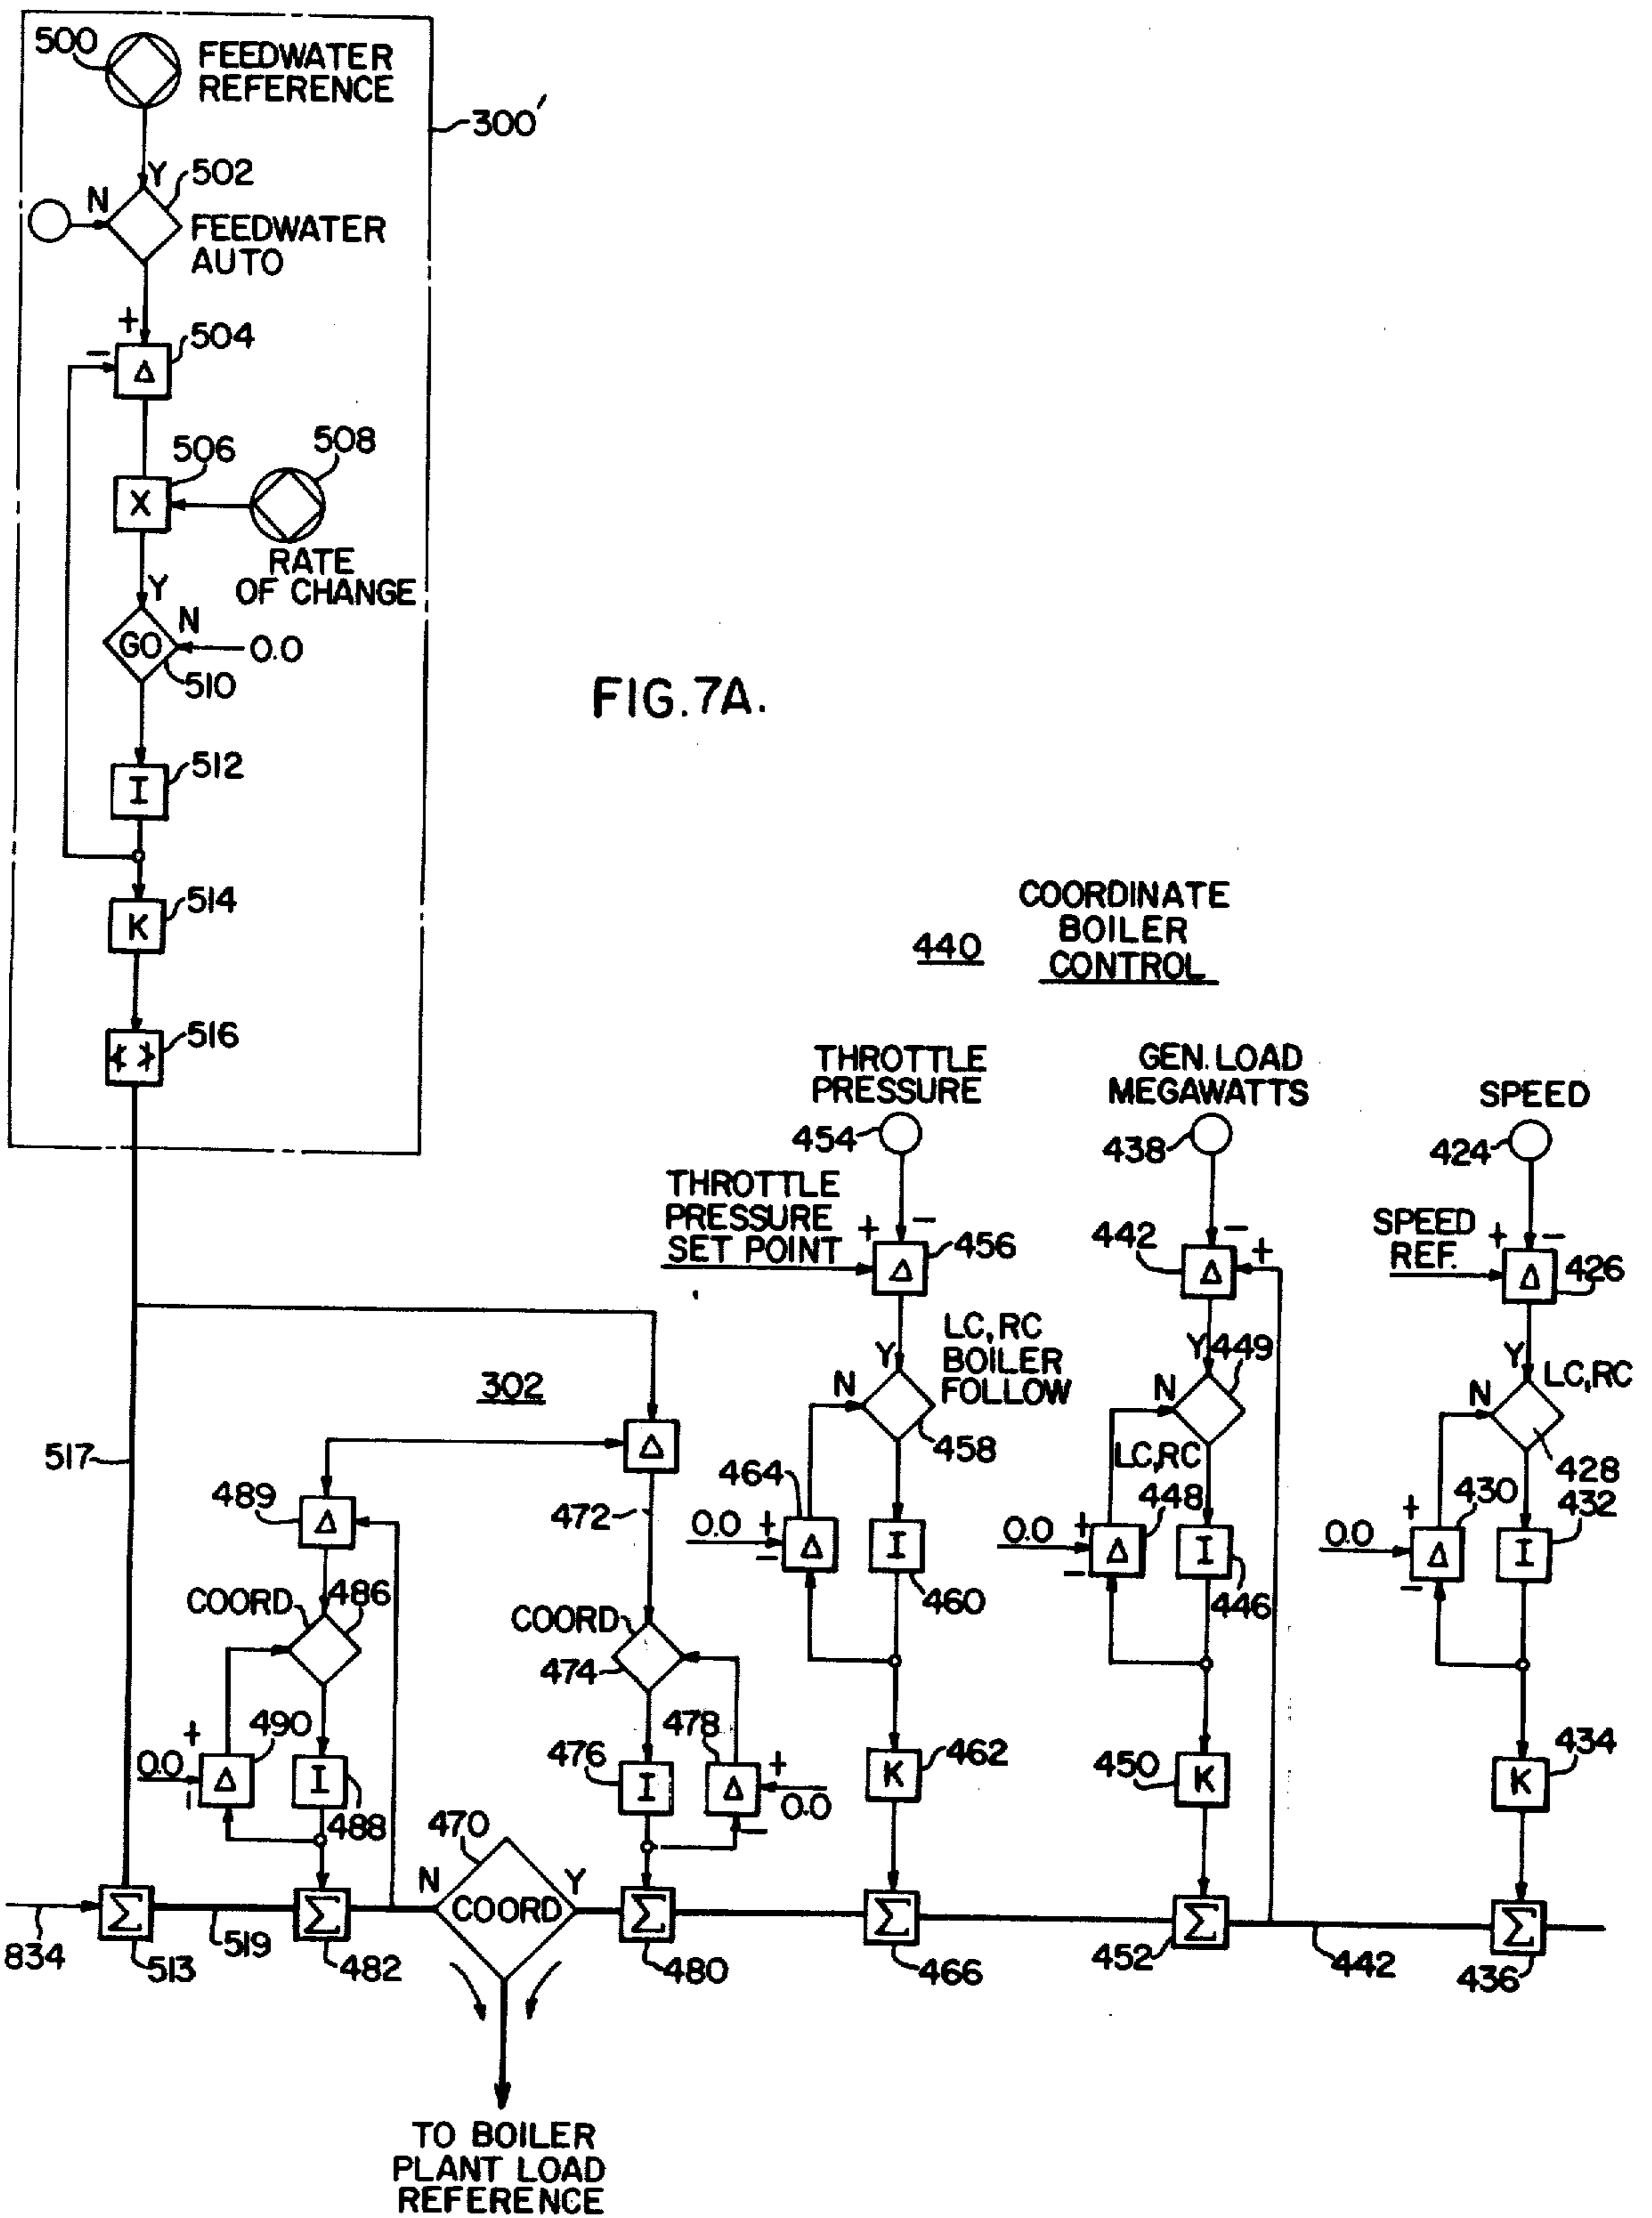 500
FEEDWATER
REFERENCE
300'
Y
502
N
FEEDWATER
AUTO
+
504
-
Δ
506
508
X
RATE
OF CHANGE
Y
N
GO
0.0
510
FIG. 7A.
I
512
K
514
516
440
COORDINATE
BOILER
CONTROL
THROTTLE
PRESSURE
454
GEN. LOAD
MEGAWATTS
438
SPEED
424
THROTTLE
PRESSURE
SET POINT
+
-
Δ
456
442
-
+
Δ
SPEED
REF.
+
-
Δ
426
302
LC, RC
BOILER
FOLLOW
Y
N
458
Y
449
N
LC, RC
Y
LC, RC
N
428
517
Δ
472
489
Δ
464
0.0
+
-
Δ
I
460
448
0.0
+
-
Δ
I
446
430
0.0
+
-
Δ
I
432
COORD
486
COORD
474
490
+
0.0
-
Δ
I
488
476
I
478
Δ
+
0.0
-
K
462
450
K
K
434
470
N
COORD
Y
834
Σ
513
519
Σ
482
Σ
480
Σ
466
Σ
452
442
Σ
436
TO BOILER
PLANT LOAD
REFERENCE